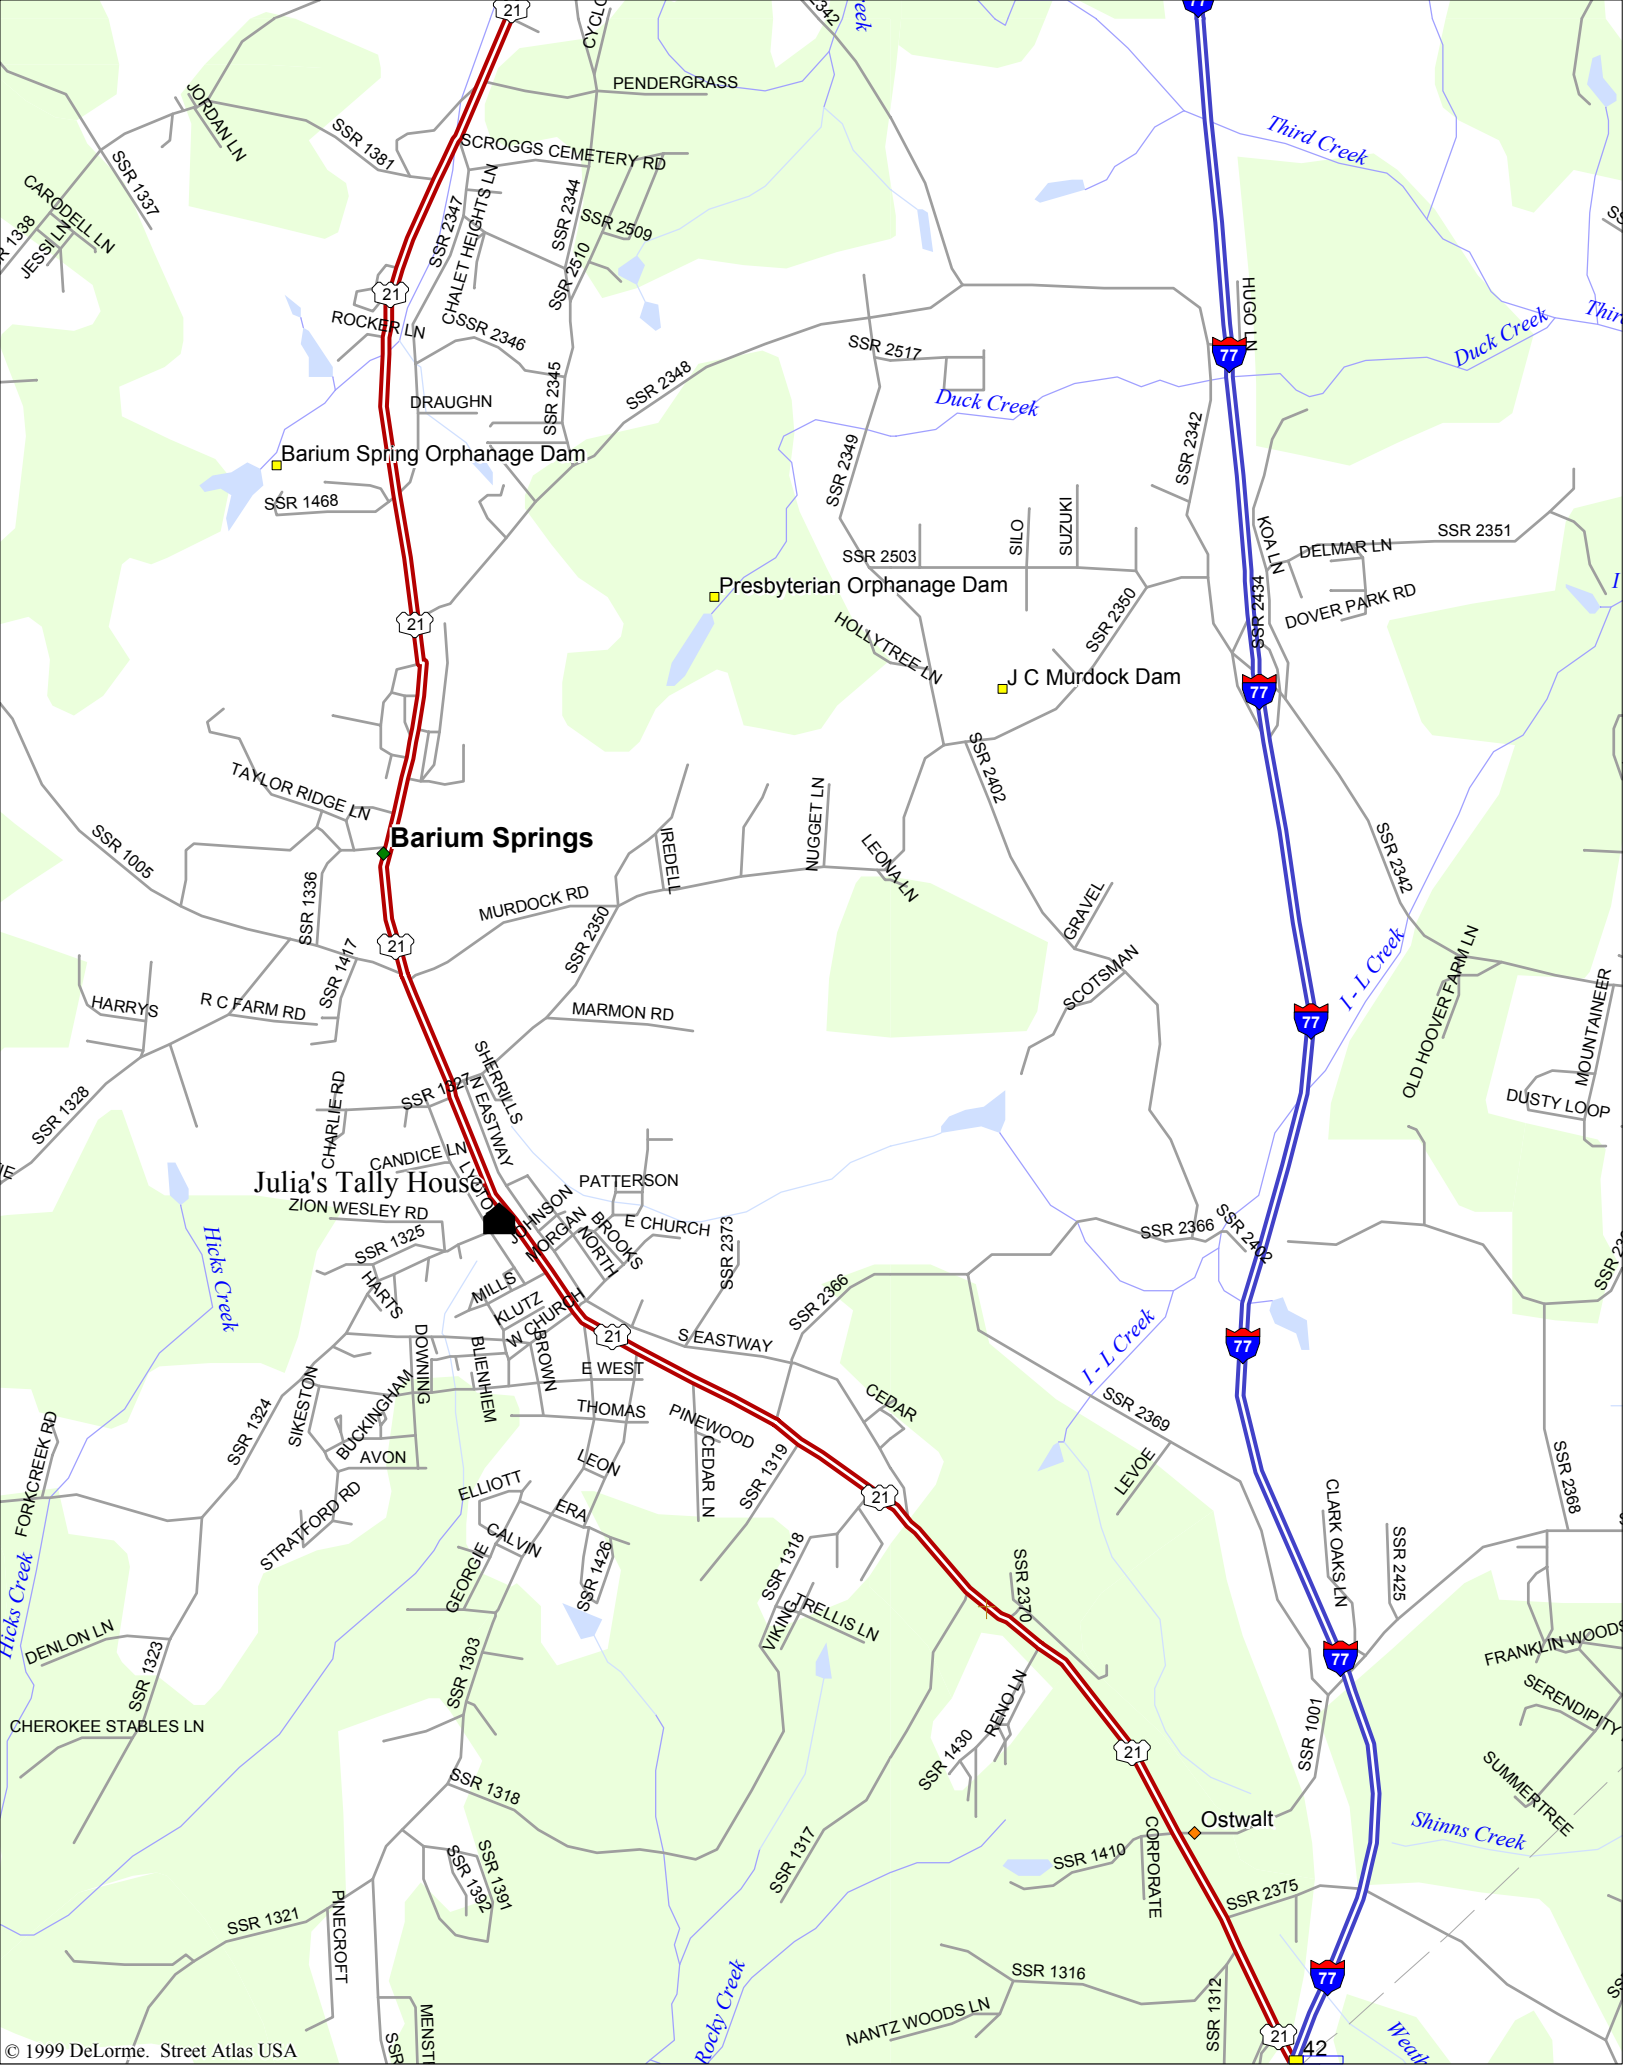 21
CYCLO
2342
eek
77
PENDERGRASS
JORDAN LN
SSR 1381
SCROGGS CEMETERY RD
Third Creek
SSR 1337
CARODELL LN
JESSI LN
R 1338
SSR 2347
CHALET HEIGHTS LN
SSR 2344
SSR 2509
SSR 2510
21
ROCKER LN
SSR 2346
HUGO LN
77
Duck Creek
Thir
SSR 2517
SSR 2345
SSR 2348
DRAUGHN
Duck Creek
SSR 2349
SSR 2342
Barium Spring Orphanage Dam
SSR 1468
SILO
SUZUKI
KOA LN
DELMAR LN
SSR 2351
SSR 2503
Presbyterian Orphanage Dam
SSR 2350
SSR 2434
DOVER PARK RD
I
21
HOLLYTREE LN
J C Murdock Dam
77
SSR 2402
TAYLOR RIDGE LN
NUGGET LN
Barium Springs
SSR 1005
IREDELL
LEONA LN
SSR 2342
SSR 1336
MURDOCK RD
SSR 2350
GRAVEL
21
SSR 1417
SCOTSMAN
I - L Creek
OLD HOOVER FARM LN
MOUNTAINEER
HARRYS
R C FARM RD
MARMON RD
77
SHERRILLS
SSR 1327
N EASTWAY
CHARLIE RD
SSR 1328
DUSTY LOOP
CANDICE LN
Julia's Tally House
ZION WESLEY RD
PATTERSON
JOHNSON
MORGAN
BROOKS
NORTH
E CHURCH
SSR 2373
SSR 2366
SSR 2402
SSR 1325
Hicks Creek
HARTS
MILLS
KLUTZ
W CHURCH
SSR 2366
21
S EASTWAY
I - L Creek
77
DOWNING
BLIENHIEM
BROWN
E WEST
THOMAS
CEDAR
SSR 2369
SIKESTON
BUCKINGHAM
SSR 1324
PINEWOOD
CEDAR LN
SSR 1319
FORKCREEK RD
AVON
LEON
LEVOE
SSR 2368
STRATFORD RD
ELLIOTT
ERA
21
CLARK OAKS LN
SSR 2425
CALVIN
GEORGIE
SSR 1426
SSR 1318
SSR 2370
Hicks Creek
VIKING
TRELLIS LN
DENLON LN
SSR 1323
SSR 1303
77
FRANKLIN WOODS
SERENDIPITY
CHEROKEE STABLES LN
RENO LN
SSR 1430
SSR 1001
21
SUMMERTREE
SSR 1318
Ostwalt
Shinns Creek
SSR 1317
SSR 1410
CORPORATE
SSR 1392
SSR 1391
SSR 2375
PINECROFT
SSR 1321
SSR 1316
77
Rocky Creek
NANTZ WOODS LN
SSR 1312
MENSTI
SSR
21
42
Weath
© 1999 DeLorme. Street Atlas USA